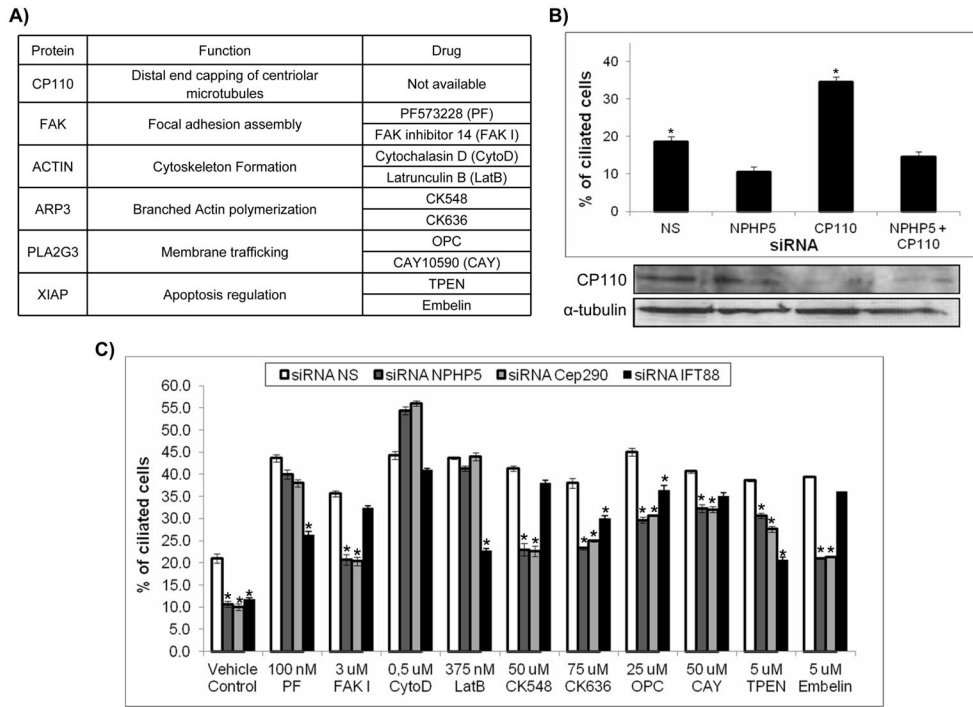 A)
Protein Function Drug
CP110 Distal end capping of centriolar microtubules Not available
FAK Focal adhesion assembly PF573228 (PF)
FAK inhibitor 14 (FAK I)
ACTIN Cytoskeleton Formation Cytochalasin D (CytoD)
Latrunculin B (LatB)
ARP3 Branched Actin polymerization CK548
CK636
PLA2G3 Membrane trafficking OPC
CAY10590 (CAY)
XIAP Apoptosis regulation TPEN
Embelin
B)
% of ciliated cells
40
30
20
10
0
* *
NS NPHP5 CP110 NPHP5 + CP110
siRNA
CP110
α-tubulin
C)
siRNA NS siRNA NPHP5 siRNA Cep290 siRNA IFT88
% of ciliated cells
60.0
55.0
50.0
45.0
40.0
35.0
30.0
25.0
20.0
15.0
10.0
5.0
0.0
* * * * * * * * * * * * * * * * * * * * * *
Vehicle 100 nM 3 uM 0,5 uM 375 nM 50 uM 75 uM 25 uM 50 uM 5 uM 5 uM
Control PF FAK I CytoD LatB CK548 CK636 OPC CAY TPEN Embelin